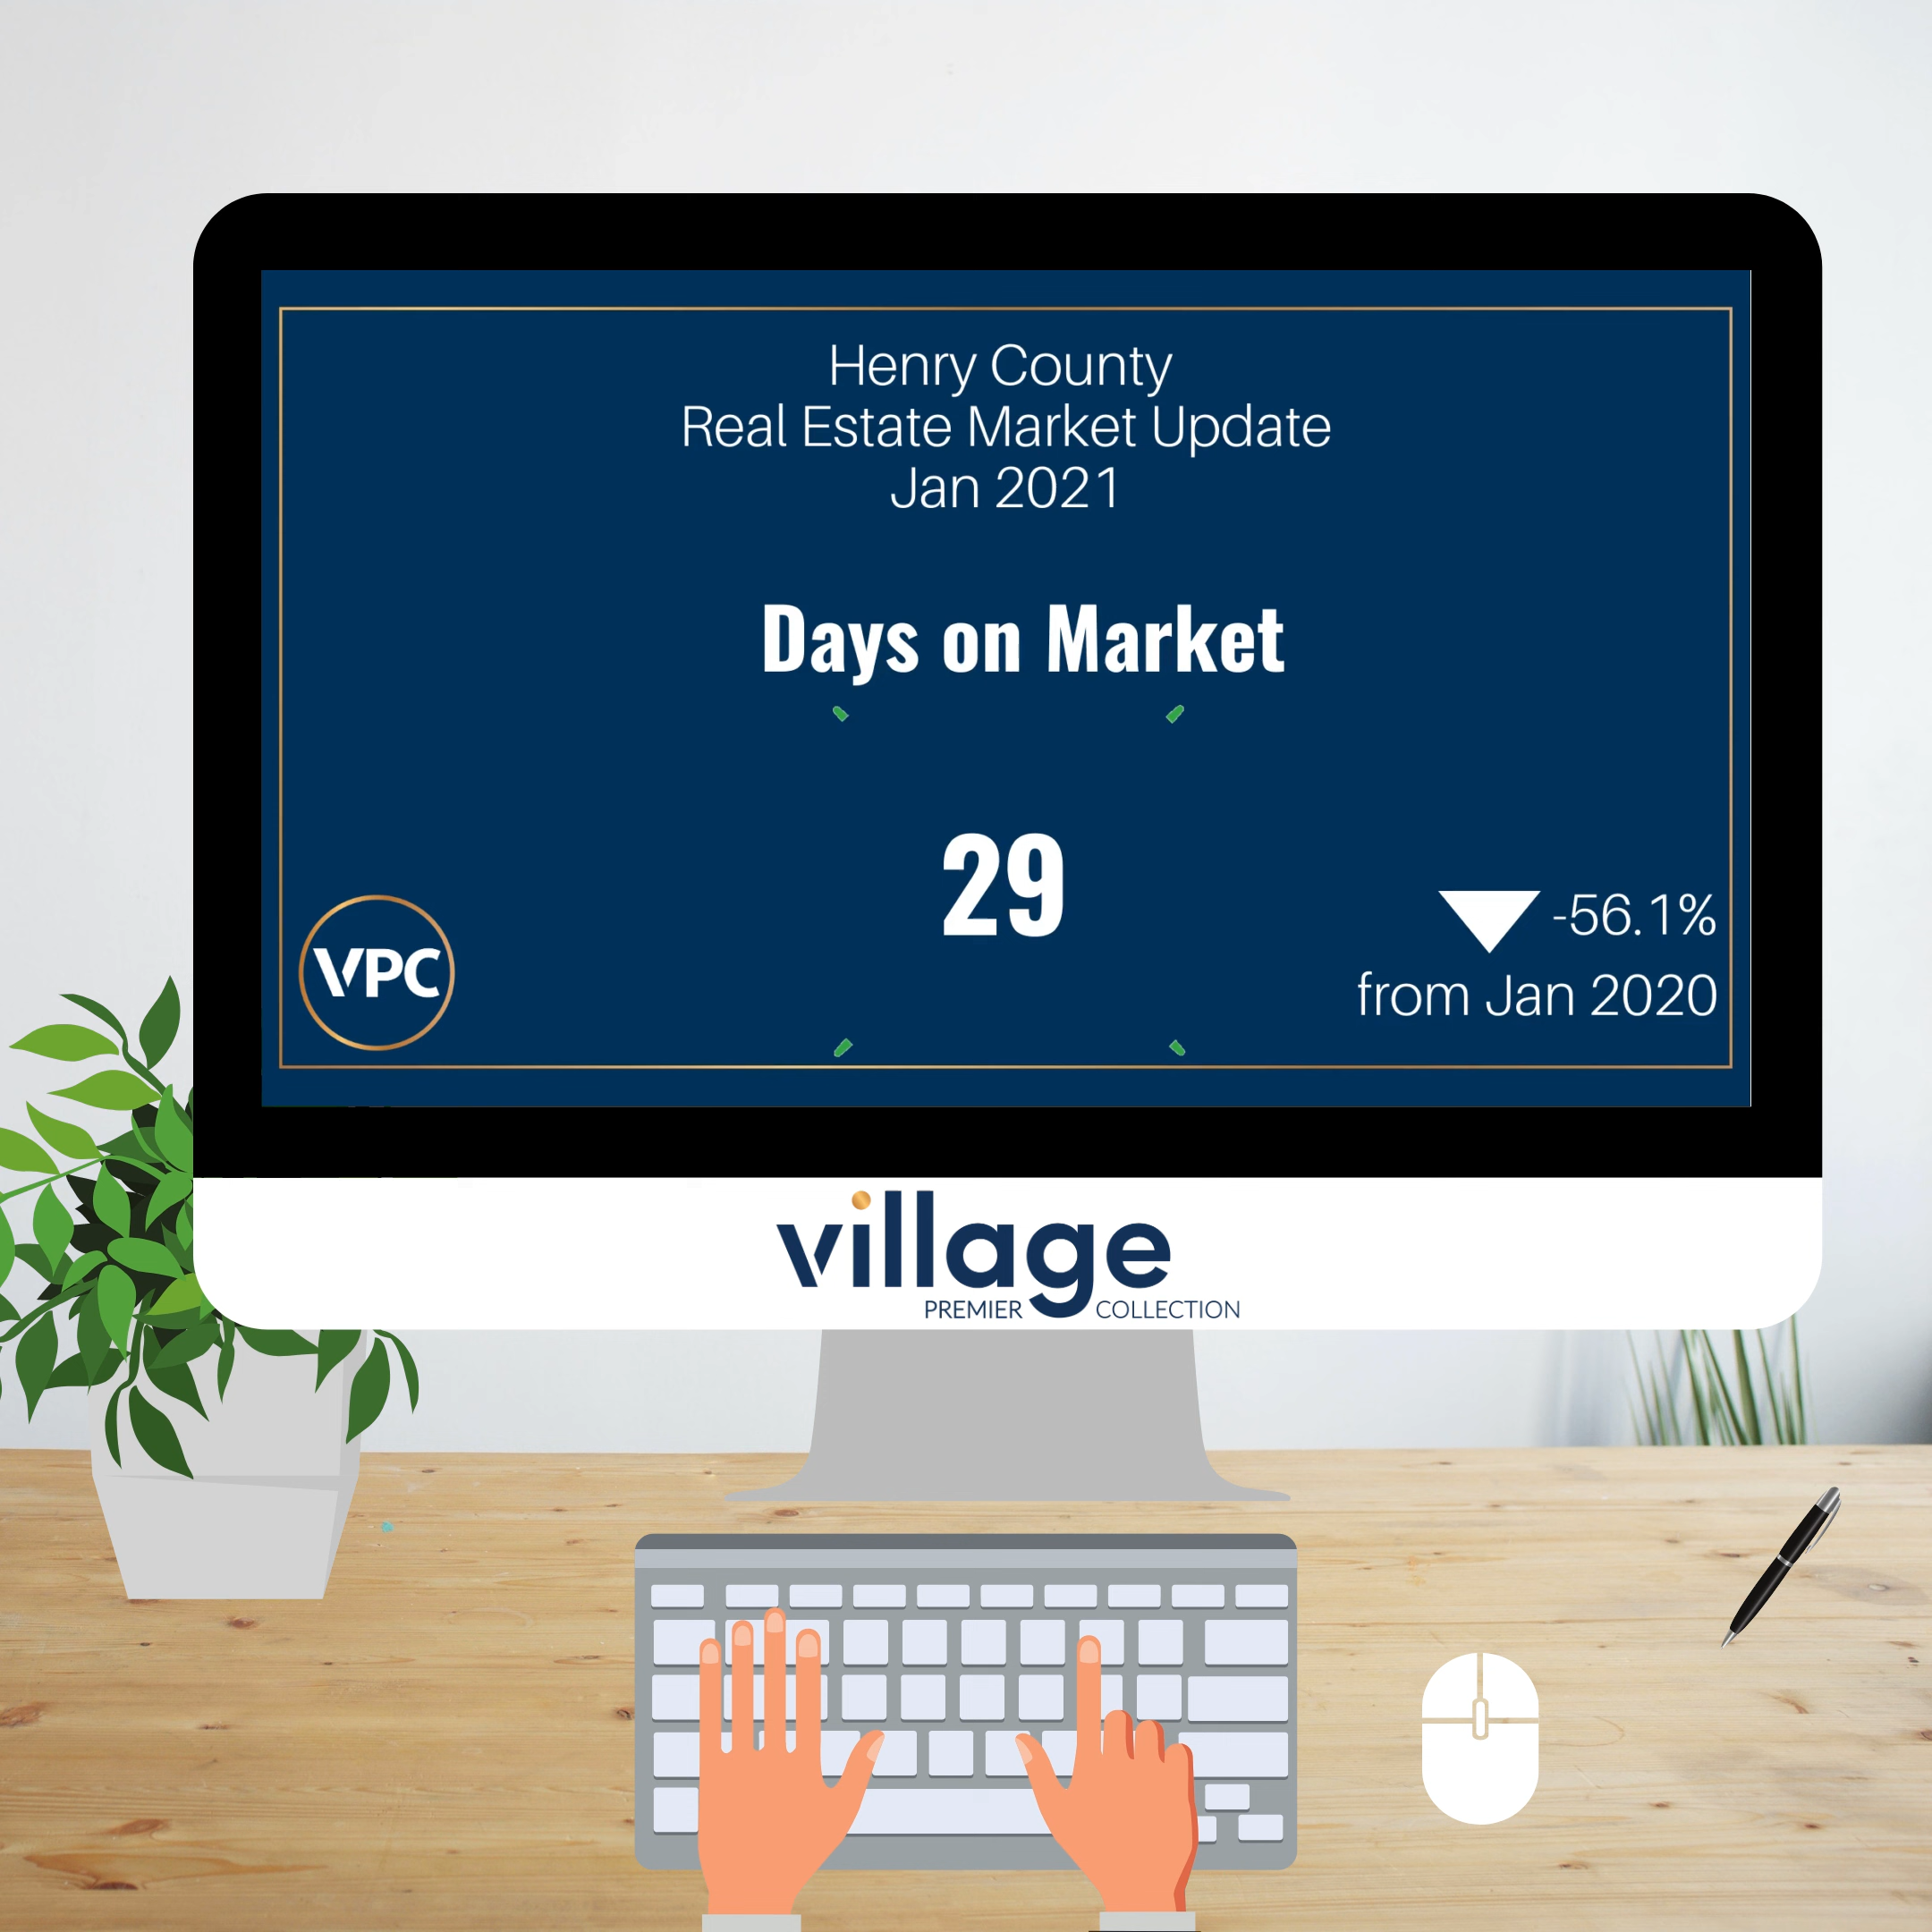 Henry County
Real Estate Market Update
Jan 2021
Days on Market
29
-56.1%
from Jan 2020
VPC
village
PREMIER COLLECTION